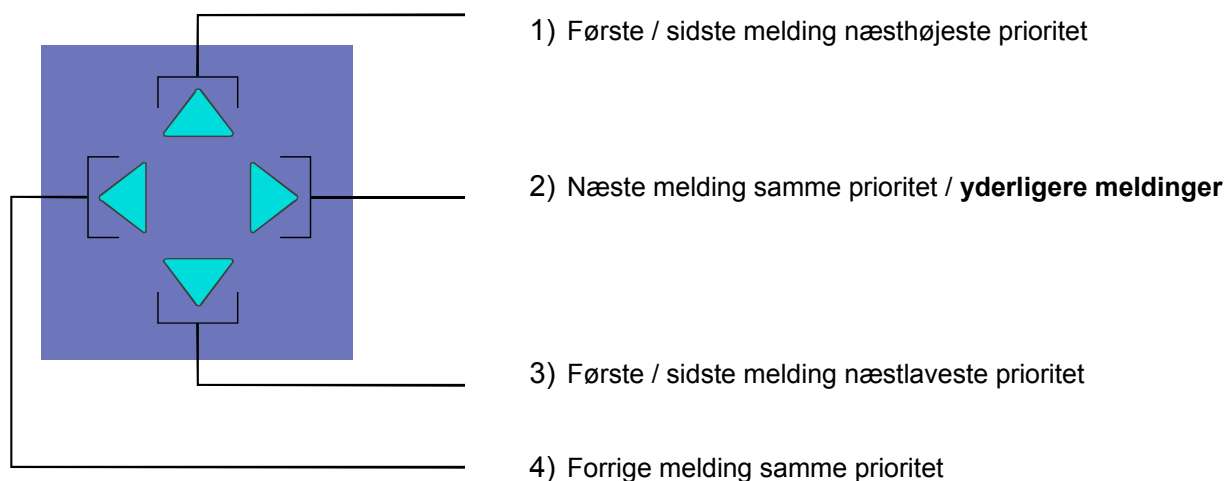 1) Første / sidste melding næsthøjeste prioritet
2) Næste melding samme prioritet / yderligere meldinger
3) Første / sidste melding næstlaveste prioritet
4) Forrige melding samme prioritet